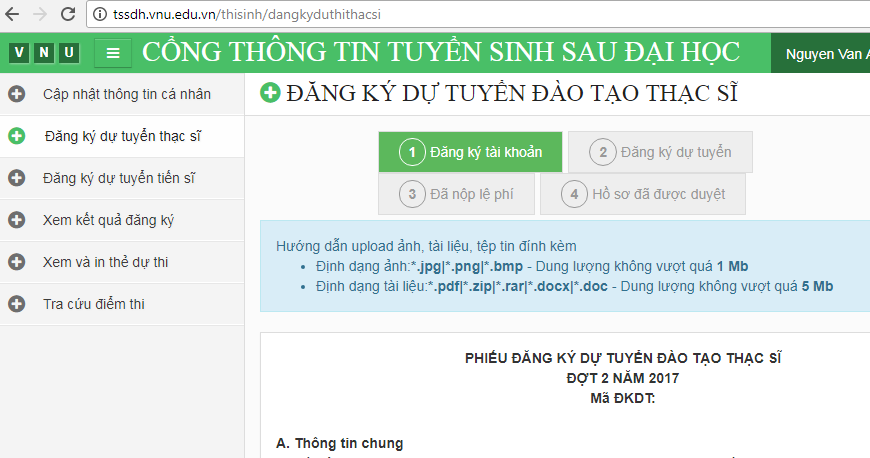 tssdh.vnu.edu.vn/thisinh/dangkyduthithacsi
VNU
CỔNG THÔNG TIN TUYỂN SINH SAU ĐẠI HỌC
Nguyen Van A
Cập nhật thông tin cá nhân
Đăng ký dự tuyển thạc sĩ
Đăng ký dự tuyển tiến sĩ
Xem kết quả đăng ký
Xem và in thẻ dự thi
Tra cứu điểm thi
ĐĂNG KÝ DỰ TUYỂN ĐÀO TẠO THẠC SĨ
1 Đăng ký tài khoản
2 Đăng ký dự tuyển
3 Đã nộp lệ phí
4 Hồ sơ đã được duyệt
Hướng dẫn upload ảnh, tài liệu, tệp tin đính kèm
• Định dạng ảnh:*.jpg|*.png|*.bmp - Dung lượng không vượt quá 1 Mb
• Định dạng tài liệu:*.pdf|*.zip|*.rar|*.docx|*.doc - Dung lượng không vượt quá 5 Mb
PHIẾU ĐĂNG KÝ DỰ TUYỂN ĐÀO TẠO THẠC SĨ
ĐỢT 2 NĂM 2017
Mã ĐKDT:
A. Thông tin chung